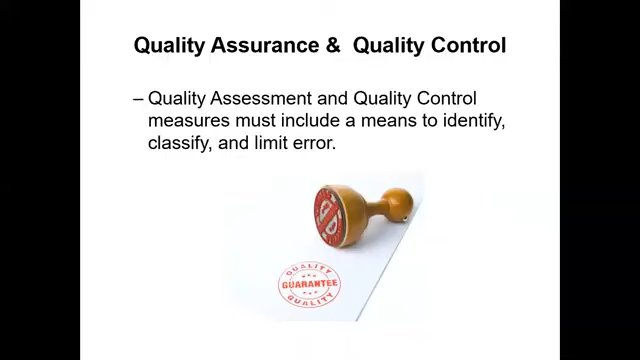 Quality Assurance & Quality Control
– Quality Assessment and Quality Control
measures must include a means to identify,
classify, and limit error.
QUALITY
GUARANTEE
QUALITY